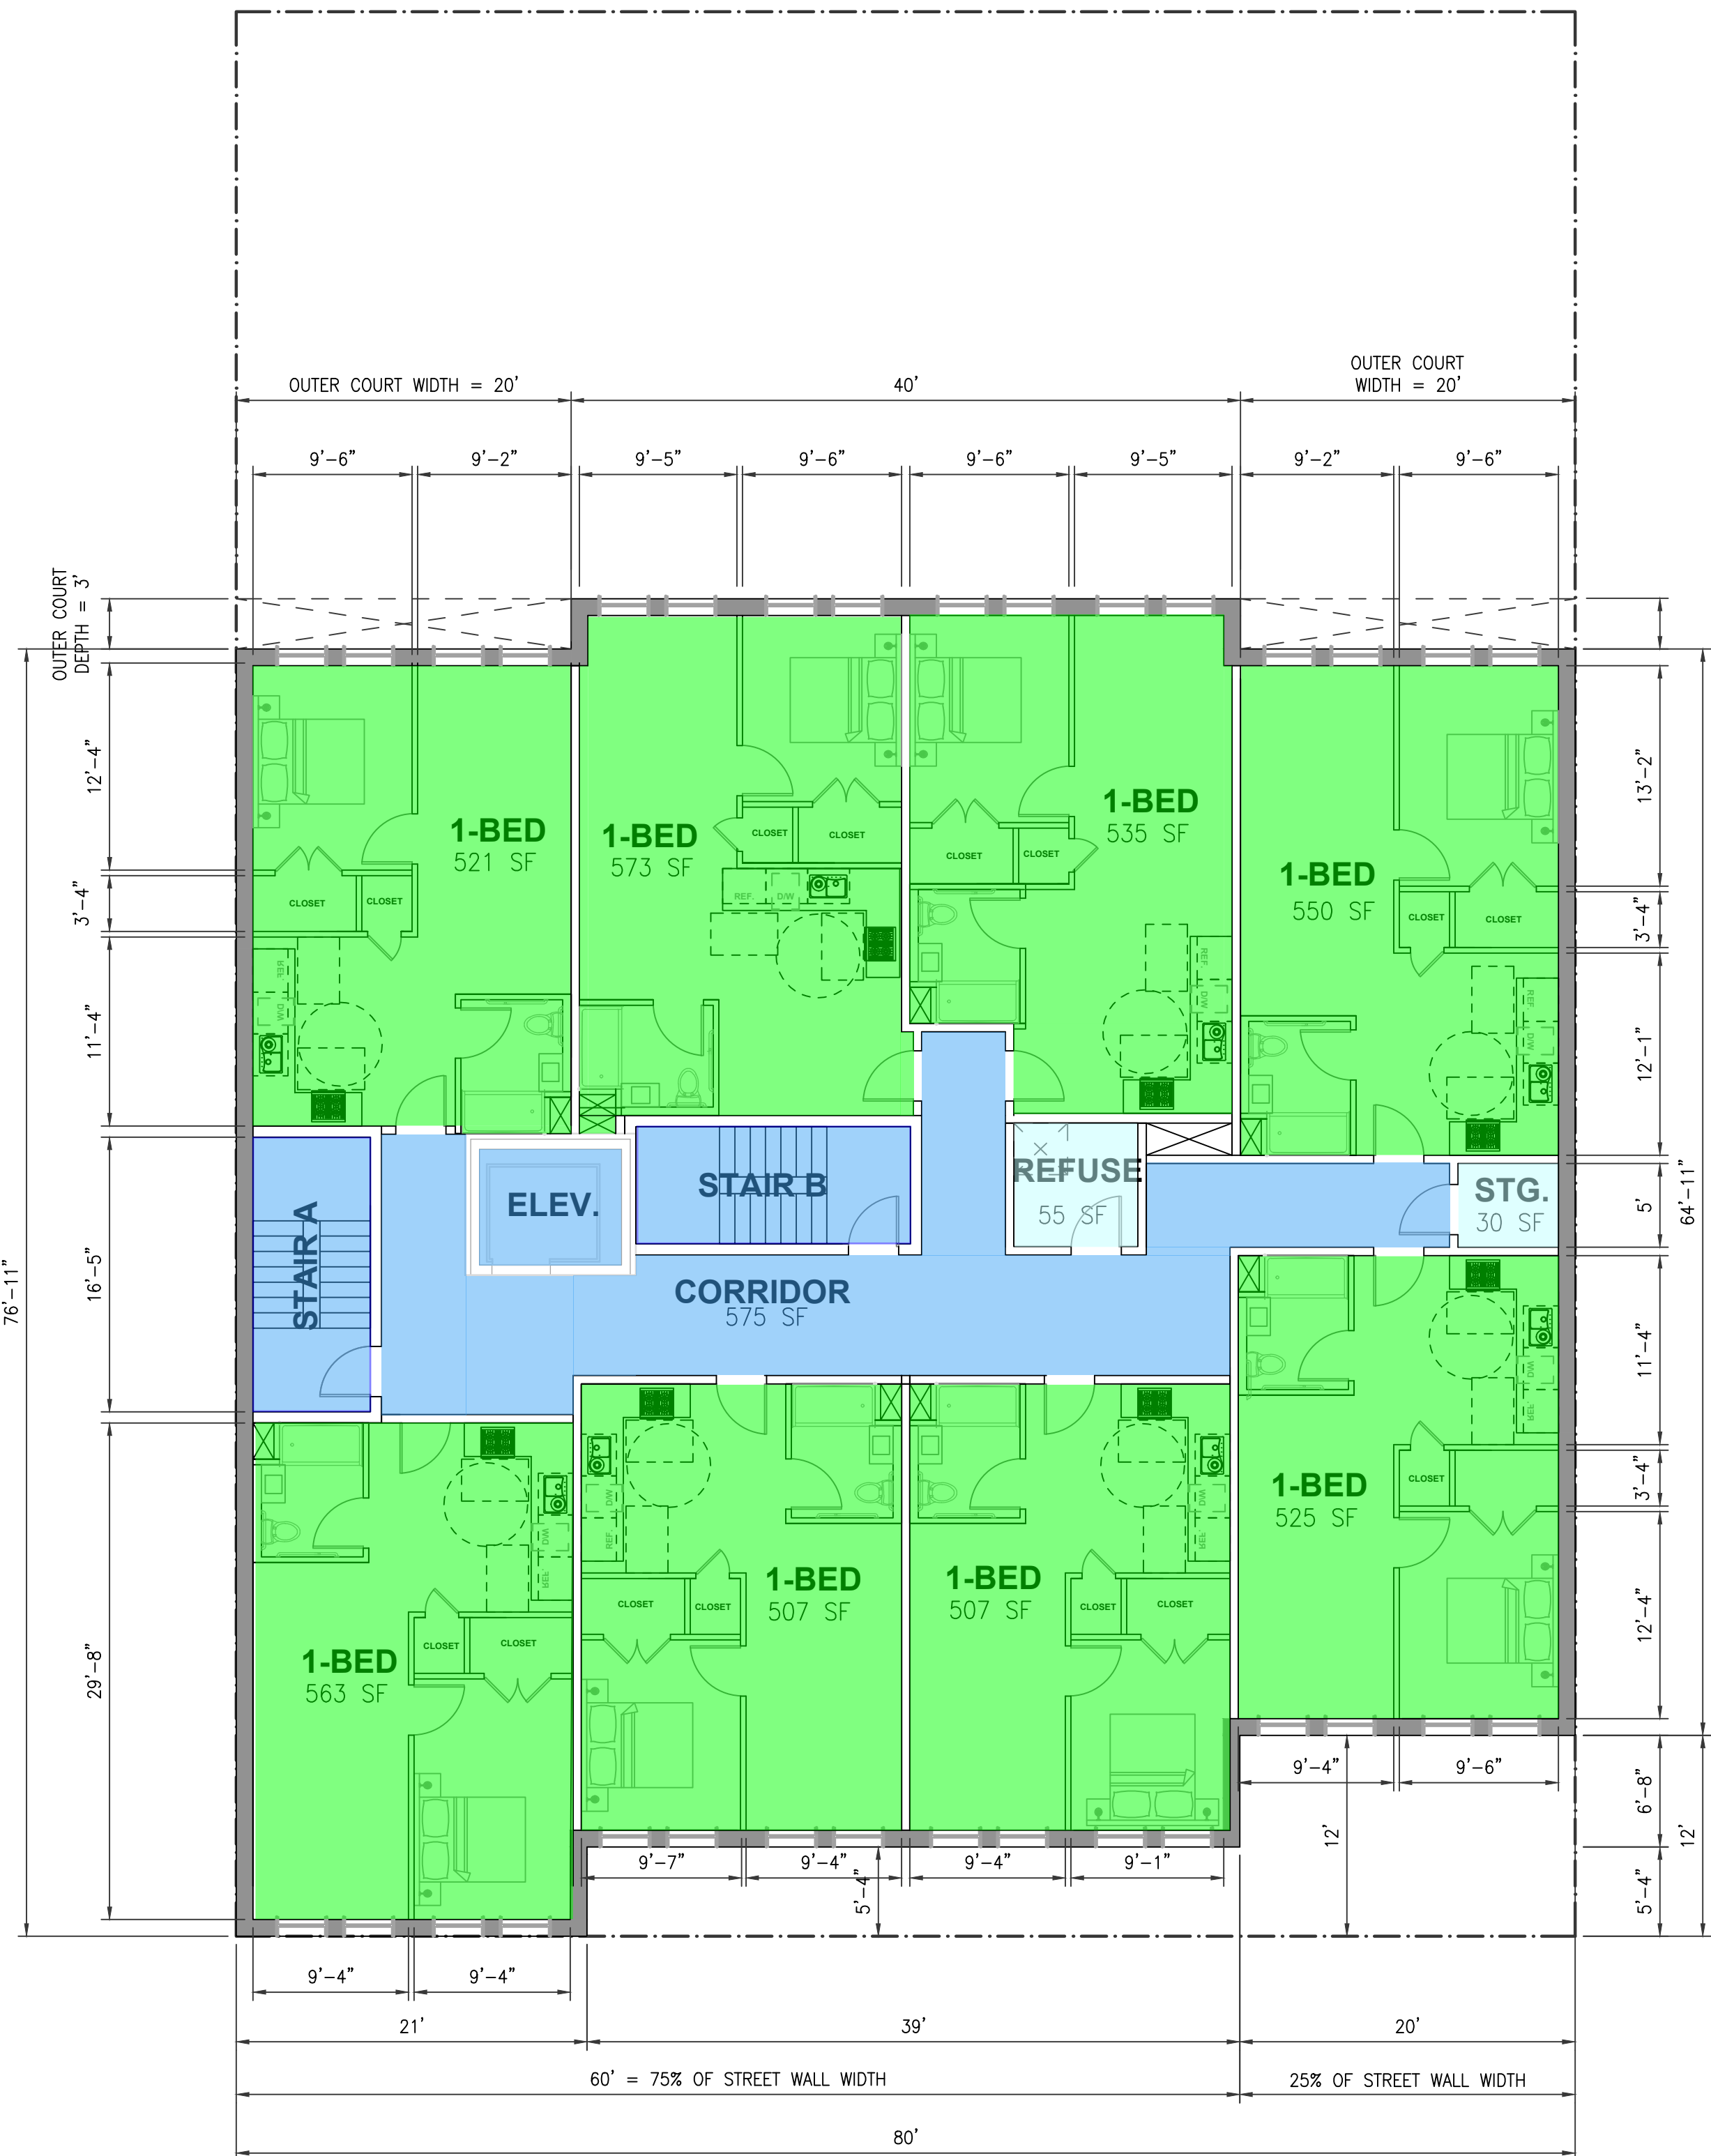 OUTER COURT WIDTH = 20'
40'
OUTER COURT
WIDTH = 20'
9'-6"
9'-2"
9'-5"
9'-6"
9'-6"
9'-5"
9'-2"
9'-6"
OUTER COURT
DEPTH = 3'
12'-4"
3'-4"
11'-4"
16'-5"
29'-8"
76'-11"
1-BED
521 SF
CLOSET
CLOSET
REF.
D/W
1-BED
573 SF
CLOSET
CLOSET
REF.
D/W
1-BED
535 SF
CLOSET
CLOSET
REF.
D/W
1-BED
550 SF
CLOSET
CLOSET
REF.
D/W
13'-2"
3'-4"
12'-1"
5'
64'-11"
11'-4"
3'-4"
12'-4"
6'-8"
5'-4"
12'
STAIR A
ELEV.
STAIR B
REFUSE
55 SF
STG.
30 SF
CORRIDOR
575 SF
1-BED
563 SF
CLOSET
CLOSET
D/W
REF.
1-BED
507 SF
CLOSET
CLOSET
D/W
REF.
1-BED
507 SF
CLOSET
CLOSET
D/W
REF.
1-BED
525 SF
CLOSET
D/W
REF.
9'-4"
9'-6"
12'
9'-7"
9'-4"
5'-4"
9'-4"
9'-1"
9'-4"
9'-4"
21'
39'
20'
60' = 75% OF STREET WALL WIDTH
25% OF STREET WALL WIDTH
80'